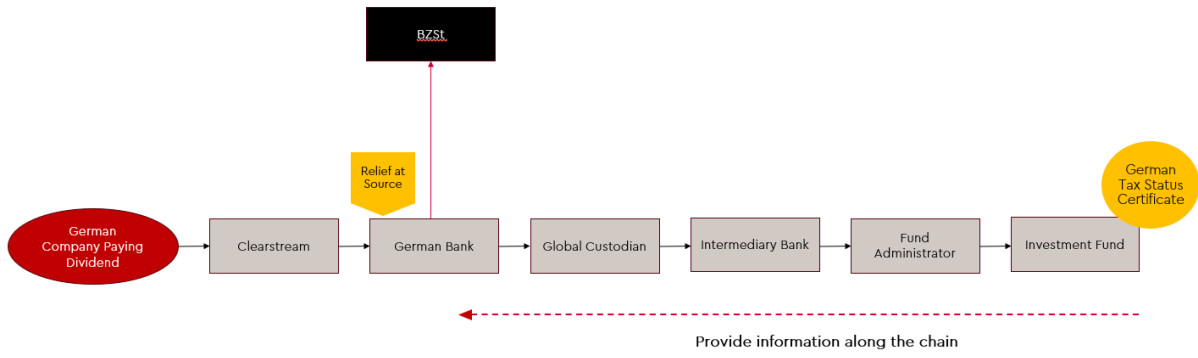 BZSt
Relief at
Source
German
Tax Status
Certificate
German
Company Paying
Dividend
Clearstream
German Bank
Global Custodian
Intermediary Bank
Fund
Administrator
Investment Fund
Provide information along the chain